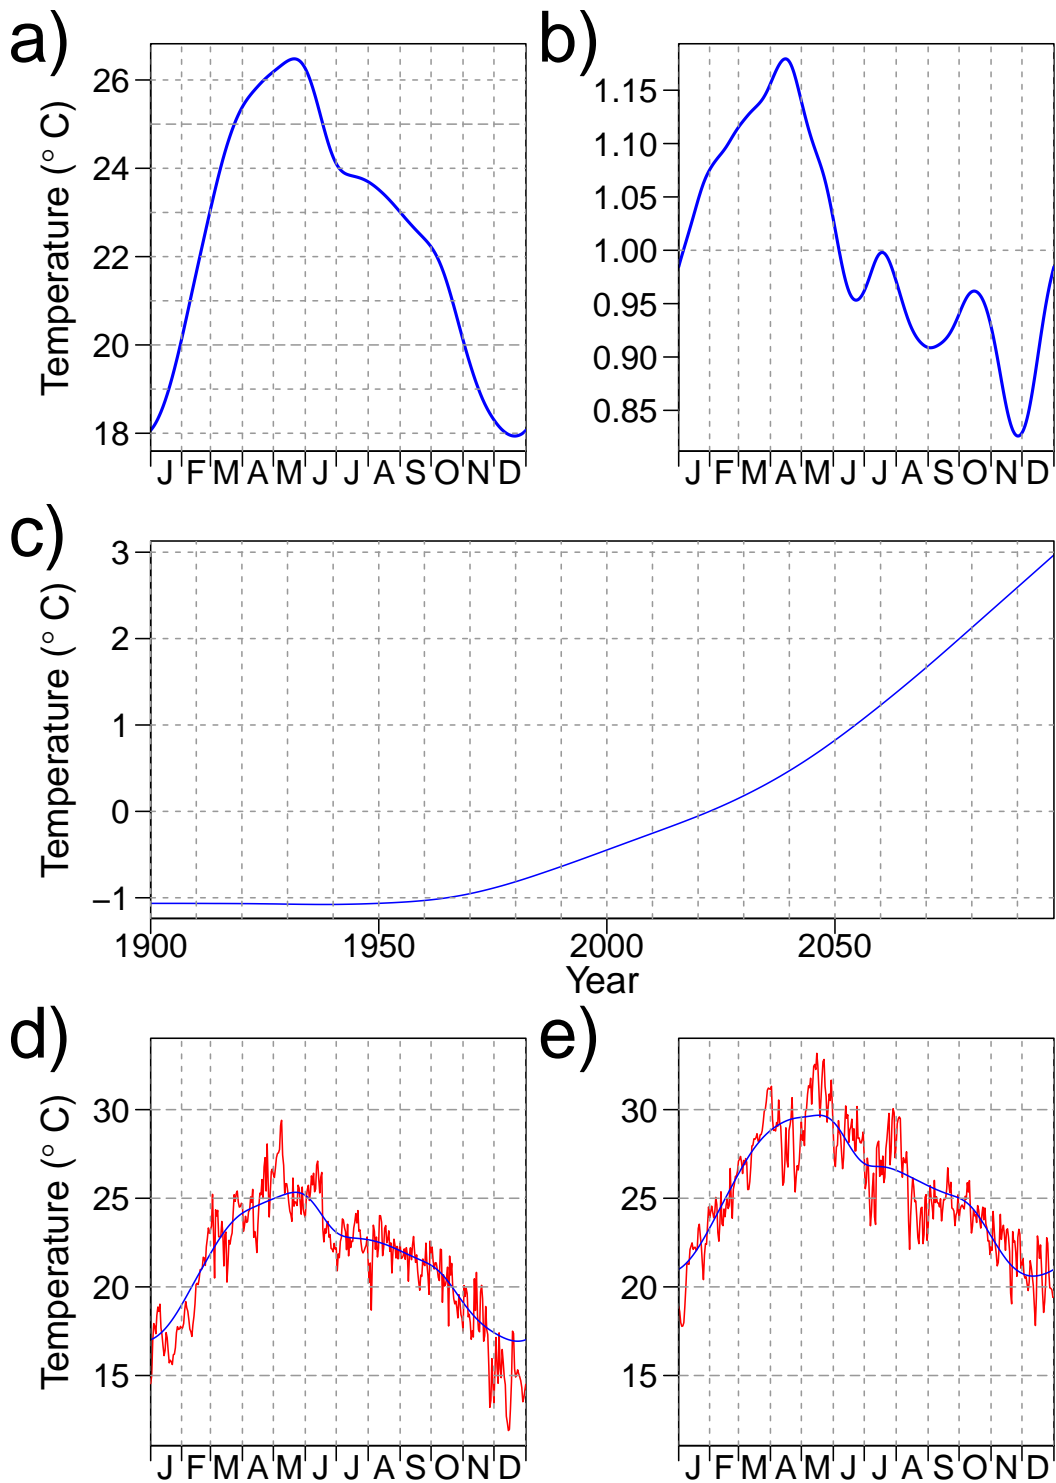 a)
Temperature (° C)
26
24
22
20
18
J F M A M J J A S O N D
b)
1.15
1.10
1.05
1.00
0.95
0.90
0.85
J F M A M J J A S O N D
c)
Temperature (° C)
3
2
1
0
−1
1900 1950 2000 2050
Year
d)
Temperature (° C)
30
25
20
15
J F M A M J J A S O N D
e)
30
25
20
15
J F M A M J J A S O N D